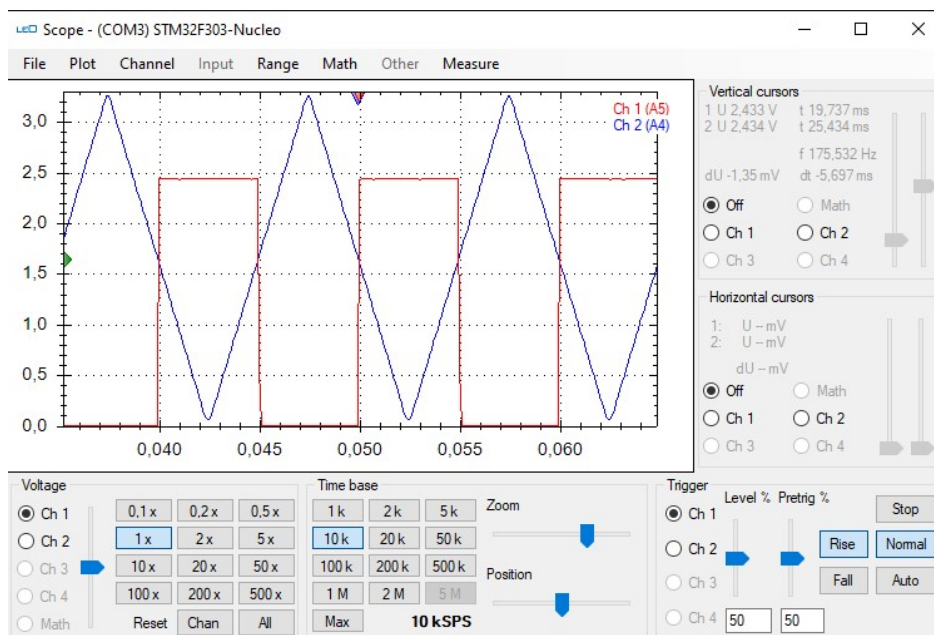 LEO Scope - (COM3) STM32F303-Nucleo
File Plot Channel Input Range Math Other Measure
Ch 1 (A5)
Ch 2 (A4)
3,0
2,5
2,0
1,5
1,0
0,5
0,0
0,040 0,045 0,050 0,055 0,060
Vertical cursors
1 U 2,433 V t 19,737 ms
2 U 2,434 V t 25,434 ms
f 175,532 Hz
dU -1,35 mV dt -5,697 ms
Off Math
Ch 1 Ch 2
Ch 3 Ch 4
Horizontal cursors
1: U -- mV
2: U -- mV
dU -- mV
Off Math
Ch 1 Ch 2
Ch 3 Ch 4
Voltage
Ch 1 0,1 x 0,2 x 0,5 x
Ch 2 1x 2x 5x
Ch 3 10 x 20 x 50 x
Ch 4 100 x 200 x 500 x
Math Reset Chan All
Time base
1 k 2 k 5 k
10 k 20 k 50 k
100 k 200 k 500 k
1 M 2 M 5 M
Max 10 kSPS
Zoom
Position
Trigger
Level % Pretrig %
Ch 1 Stop
Ch 2 Rise Normal
Ch 3 Fall Auto
Ch 4 50 50